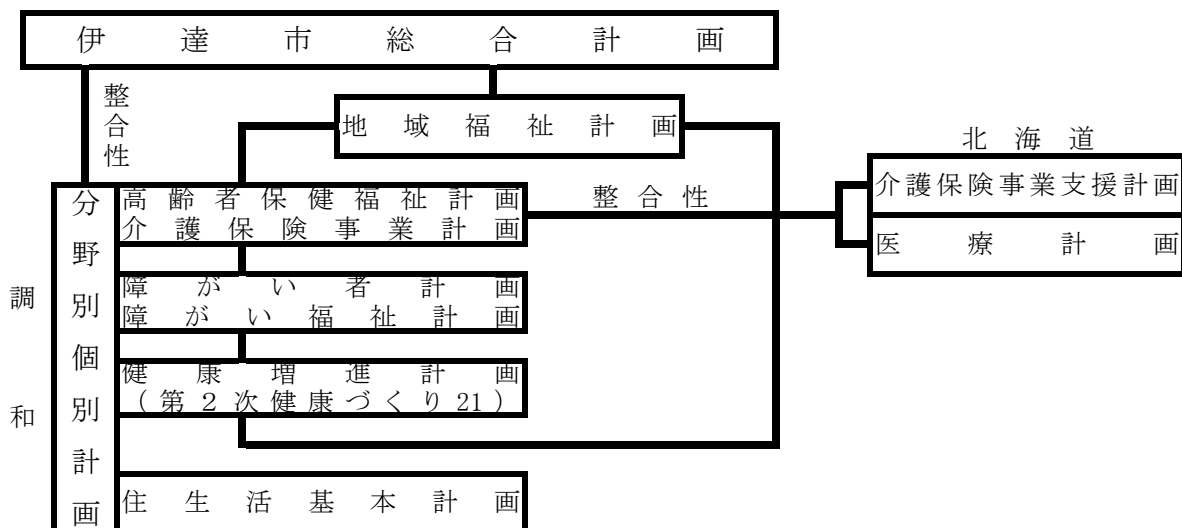 伊達市総合計画
整合性
地域福祉計画
北海道
分野別個別計画
高齢者保健福祉計画
介護保険事業計画
整合性
介護保険事業支援計画
医療計画
調和
障がい者計画
障がい福祉計画
健康増進計画
(第2次健康づくり21)
住生活基本計画